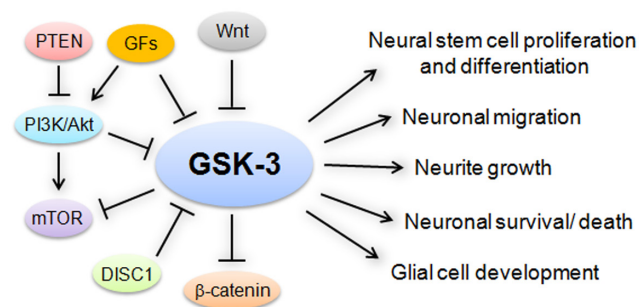 PTEN
GFs
Wnt
PI3K/Akt
GSK-3
mTOR
DISC1
β-catenin
Neural stem cell proliferation
and differentiation
Neuronal migration
Neurite growth
Neuronal survival/ death
Glial cell development